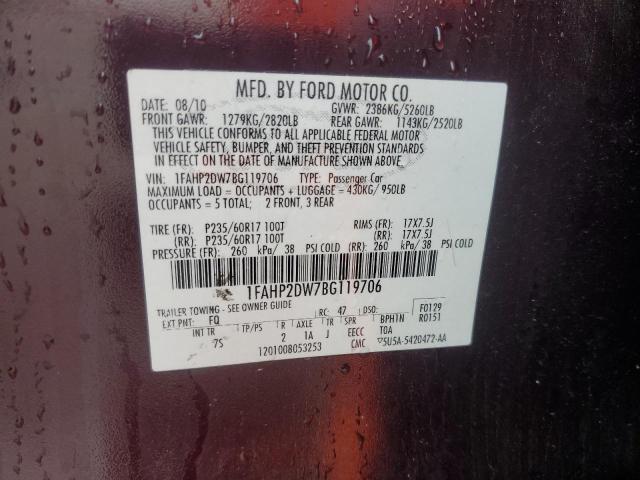 MFD. BY FORD MOTOR CO.
DATE: 08/10 GVWR: 2386KG/5260LB
FRONT GAWR: 1279KG/2820LB REAR GAWR: 1143KG/2520LB
THIS VEHICLE CONFORMS TO ALL APPLICABLE FEDERAL MOTOR
VEHICLE SAFETY, BUMPER, AND THEFT PREVENTION STANDARDS
IN EFFECT ON THE DATE OF MANUFACTURE SHOWN ABOVE.
VIN: 1FAHP2DW7BG119706 TYPE: Passenger Car
MAXIMUM LOAD = OCCUPANTS + LUGGAGE = 430KG/ 950LB
OCCUPANTS = 5 TOTAL; 2 FRONT, 3 REAR
TIRE (FR): P235/60R17 100T RIMS (FR): 17X7.5J
(RR): P235/60R17 100T (RR): 17X7.5J
PRESSURE (FR): 260 kPa/ 38 PSI COLD (RR): 260 kPa/ 38 PSI COLD
1FAHP2DW7BG119706
TRAILER TOWING - SEE OWNER GUIDE
EXT PNT: FQ RC: 47 DSO: F0129
INT TR TP/PS R AXLE TR SPR BPHTN R0151
7S 2 1A J EECC TOA
1201008053253 CMC 5U5A-5420472-AA